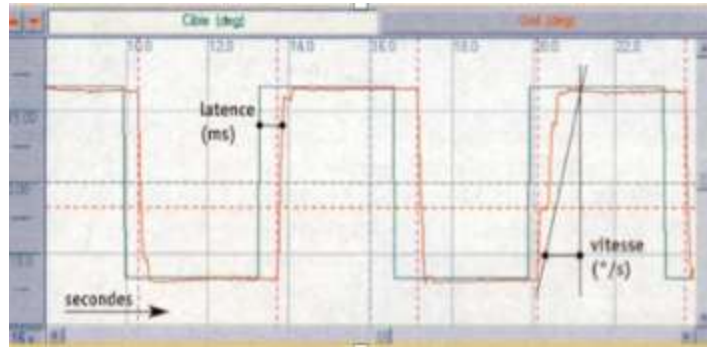 Cible (deg)
Oeil (deg)
10.0 12.0 14.0 16.0 18.0 20.0 22.0
latence
(ms)
vitesse
(°/s)
secondes